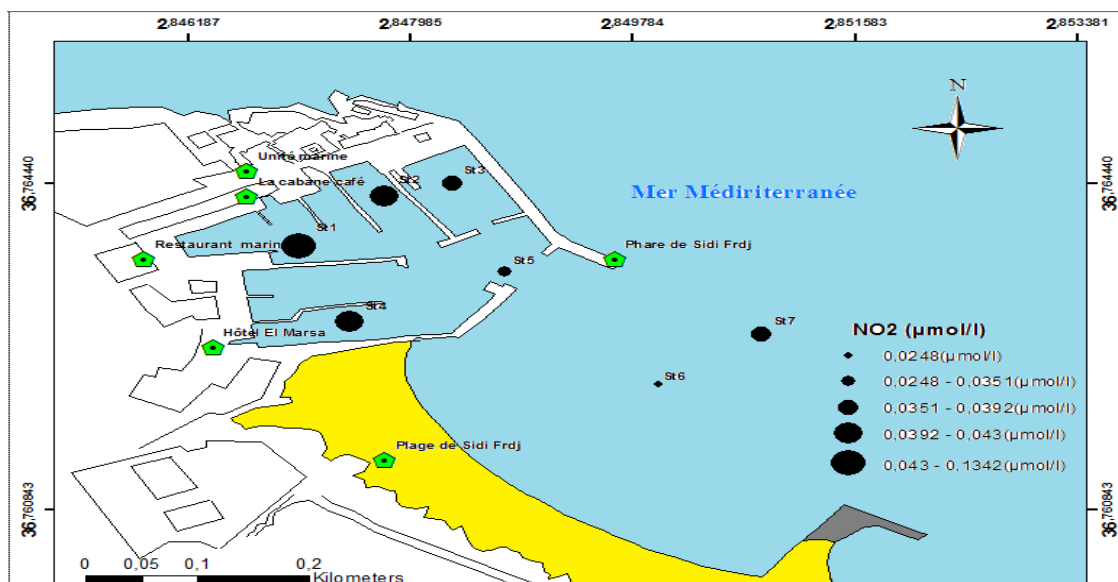 2,846187 2,847985 2,849784 2,851583 2,853381
N
Unité marine
36,764440
La cabane café
St2
St3
Mer Méditerranée
36,764440
St1
Restaurant marin
Phare de Sidi Frdj
St5
St4
St7
Hôtel El Marsa
NO2 (µmol/l)
0,0248(µmol/l)
St6
0,0248 - 0,0351(µmol/l)
0,0351 - 0,0392(µmol/l)
0,0392 - 0,043(µmol/l)
0,043 - 0,1342(µmol/l)
Plage de Sidi Frdj
36,760843
36,760843
0 0,05 0,1 0,2
Kilometers